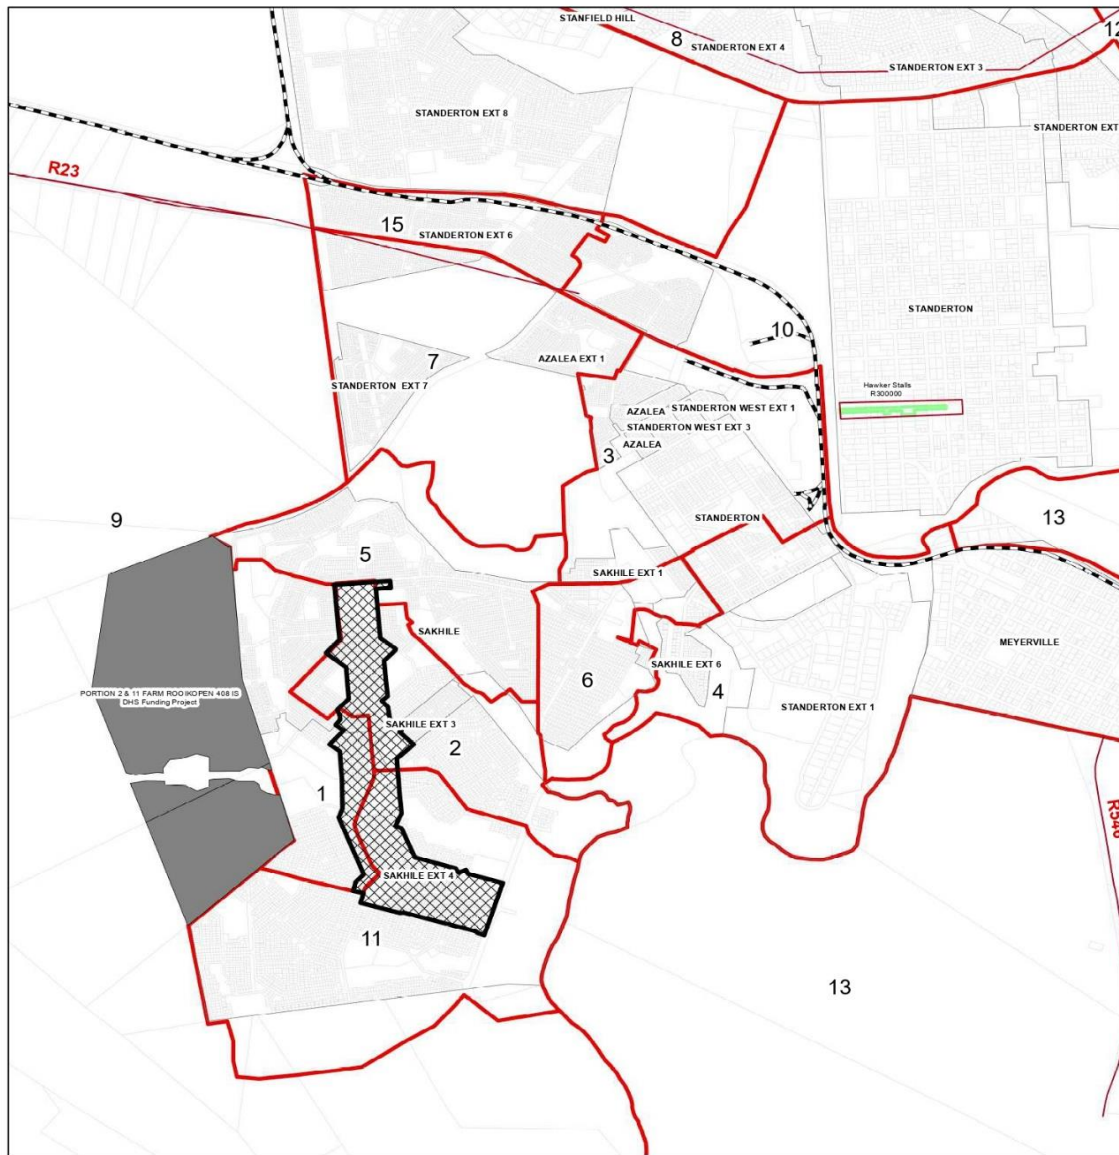 STANFIELD HILL
8
STANDERTON EXT 4
12
STANDERTON EXT 3
STANDERTON EXT 8
STANDERTON EXT
R23
15
STANDERTON EXT 6
STANDERTON
10
7
AZALEA EXT 1
STANDERTON EXT 7
Hawker Stalls
R300000
AZALEA
STANDERTON WEST EXT 1
STANDERTON WEST EXT 3
AZALEA
3
STANDERTON
13
9
5
SAKHILE EXT 1
SAKHILE
MEYERVILLE
SAKHILE EXT 6
6
4
PORTION 2 & 11 FARM ROOIKOPEN 408 IS
DHS Funding Project
STANDERTON EXT 1
SAKHILE EXT 3
2
1
R546
SAKHILE EXT 4
11
13